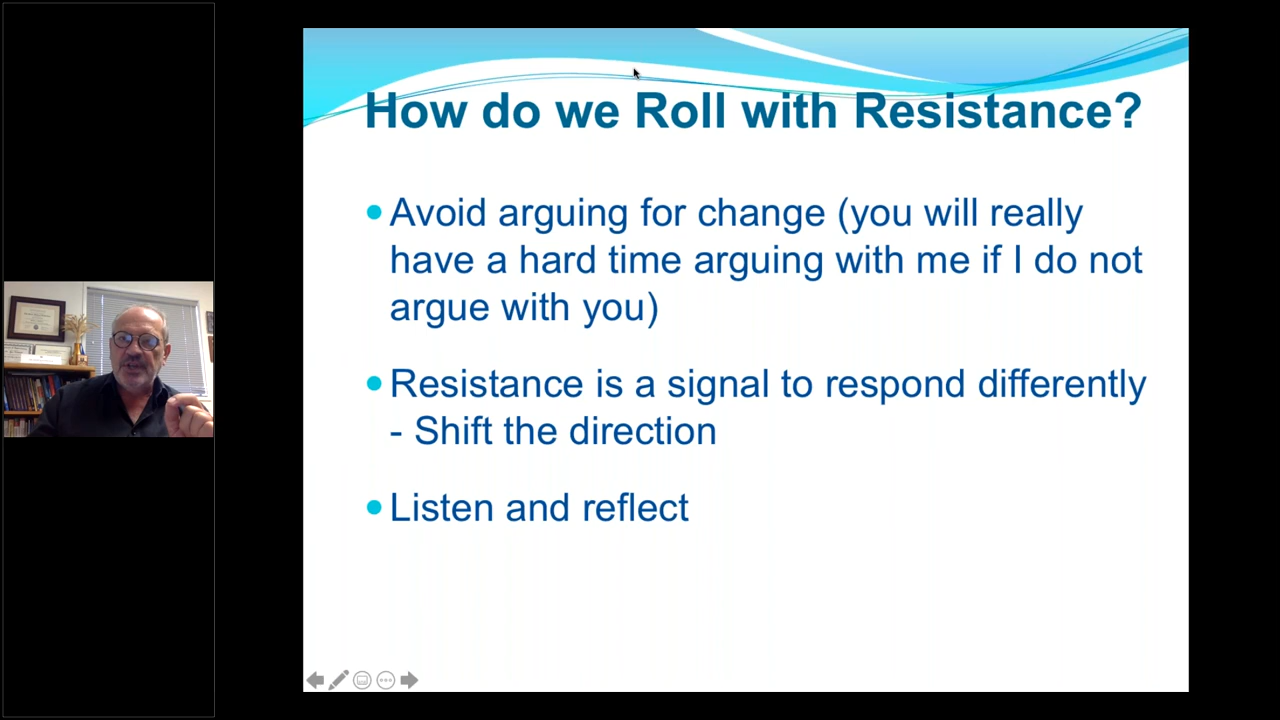 How do we Roll with Resistance?
• Avoid arguing for change (you will really
have a hard time arguing with me if I do not
argue with you)
• Resistance is a signal to respond differently
- Shift the direction
• Listen and reflect